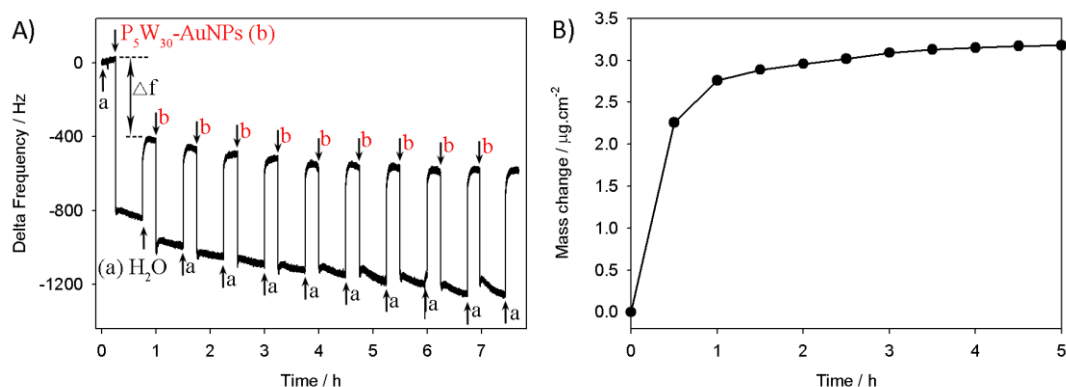 A)
P₅W₃₀-AuNPs (b)
△f
a
b b b b b b b b b
(a) H₂O
a a a a a a a a a
0
-400
-800
-1200
Delta Frequency / Hz
0 1 2 3 4 5 6 7
Time / h
B)
3.5
3.0
2.5
2.0
1.5
1.0
0.5
0.0
Mass change / µg.cm⁻²
0 1 2 3 4 5
Time / h